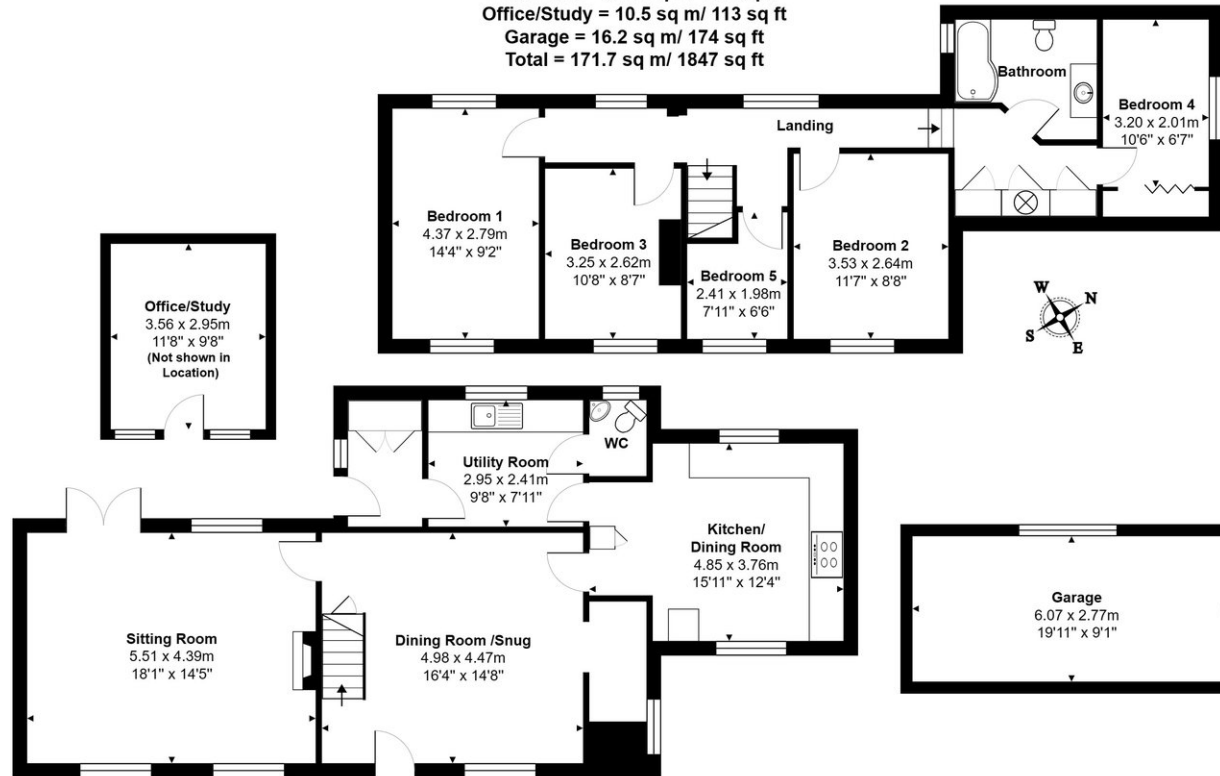 Office/Study = 10.5 sq m/ 113 sq ft
Garage = 16.2 sq m/ 174 sq ft
Total = 171.7 sq m/ 1847 sq ft
Bathroom
Bedroom 4
3.20 x 2.01m
10'6" x 6'7"
Landing
Bedroom 1
4.37 x 2.79m
14'4" x 9'2"
Bedroom 3
3.25 x 2.62m
10'8" x 8'7"
Bedroom 5
2.41 x 1.98m
7'11" x 6'6"
Bedroom 2
3.53 x 2.64m
11'7" x 8'8"
W
N
S
E
Office/Study
3.56 x 2.95m
11'8" x 9'8"
(Not shown in
Location)
Utility Room
2.95 x 2.41m
9'8" x 7'11"
WC
Kitchen/
Dining Room
4.85 x 3.76m
15'11" x 12'4"
Sitting Room
5.51 x 4.39m
18'1" x 14'5"
Dining Room /Snug
4.98 x 4.47m
16'4" x 14'8"
Garage
6.07 x 2.77m
19'11" x 9'1"